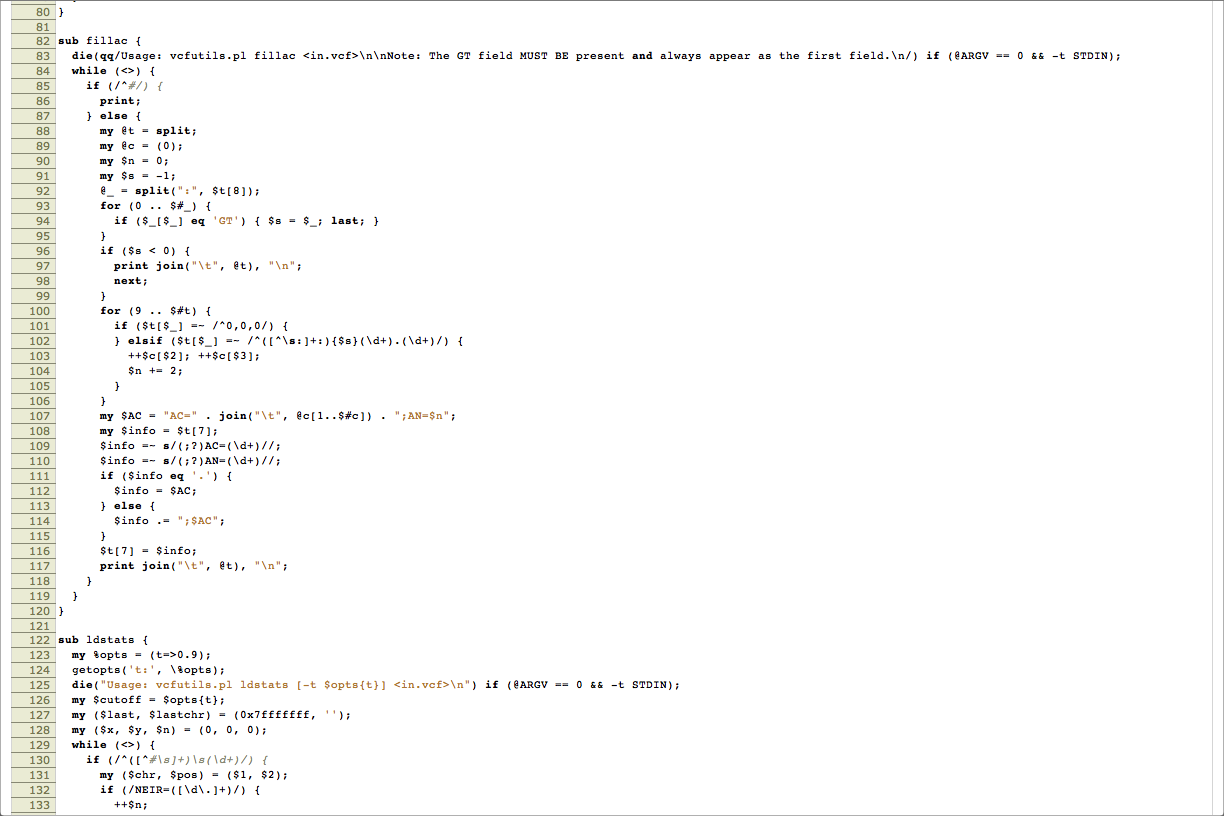 80 }
81
82 sub fillac {
83   die(qq/Usage: vcfutils.pl fillac <in.vcf>\n\nNote: The GT field MUST BE present and always appear as the first field.\n/) if (@ARGV == 0 && -t STDIN);
84   while (<>) {
85     if (/^#/) {
86       print;
87     } else {
88       my @t = split;
89       my @c = (0);
90       my $n = 0;
91       my $s = -1;
92       @_ = split(":", $t[8]);
93       for (0 .. $#_) {
94         if ($_[$_] eq 'GT') { $s = $_; last; }
95       }
96       if ($s < 0) {
97         print join("\t", @t), "\n";
98         next;
99       }
100       for (9 .. $#t) {
101         if ($t[$_] =~ /^0,0,0/) {
102         } elsif ($t[$_] =~ /^([^\s:]+:){$s}(\d+).(\d+)/) {
103           ++$c[$2]; ++$c[$3];
104           $n += 2;
105         }
106       }
107       my $AC = "AC=" . join("\t", @c[1..$#c]) . ";AN=$n";
108       my $info = $t[7];
109       $info =~ s/(;?)AC=(\d+)//;
110       $info =~ s/(;?)AN=(\d+)//;
111       if ($info eq '.') {
112         $info = $AC;
113       } else {
114         $info .= ";$AC";
115       }
116       $t[7] = $info;
117       print join("\t", @t), "\n";
118     }
119   }
120 }
121
122 sub ldstats {
123   my %opts = (t=>0.9);
124   getopts('t:', \%opts);
125   die("Usage: vcfutils.pl ldstats [-t $opts{t}] <in.vcf>\n") if (@ARGV == 0 && -t STDIN);
126   my $cutoff = $opts{t};
127   my ($last, $lastchr) = (0x7fffffff, '');
128   my ($x, $y, $n) = (0, 0, 0);
129   while (<>) {
130     if (/^([^#\s]+)\s(\d+)/) {
131       my ($chr, $pos) = ($1, $2);
132       if (/NEIR=([\d\.]+)/) {
133         ++$n;